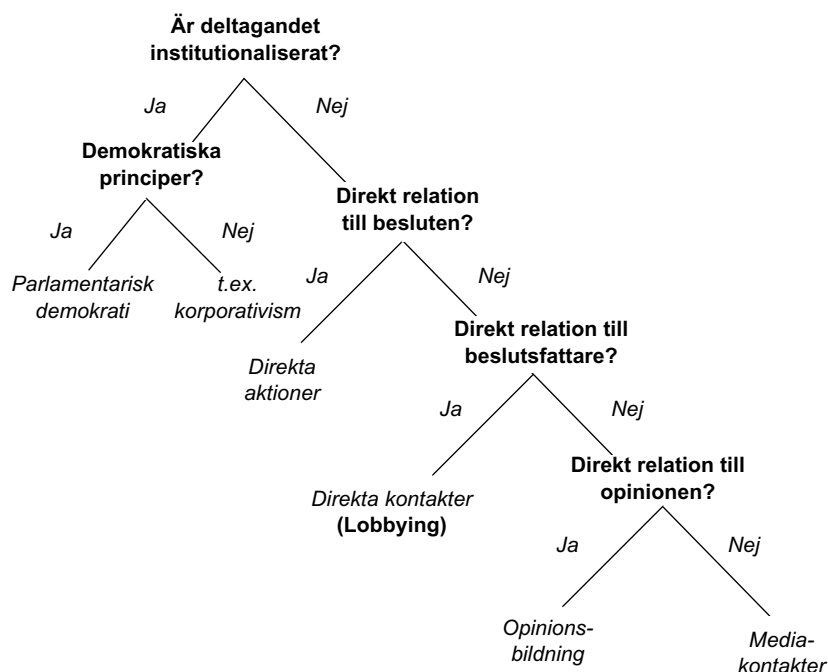 Är deltagandet
institutionaliserat?
Ja
Nej
Demokratiska
principer?
Direkt relation
till besluten?
Ja
Nej
Parlamentarisk
demokrati
t.ex.
korporativism
Ja
Nej
Direkta
aktioner
Direkt relation till
beslutsfattare?
Ja
Nej
Direkta kontakter
(Lobbying)
Direkt relation till
opinionen?
Ja
Nej
Opinions-
bildning
Media-
kontakter